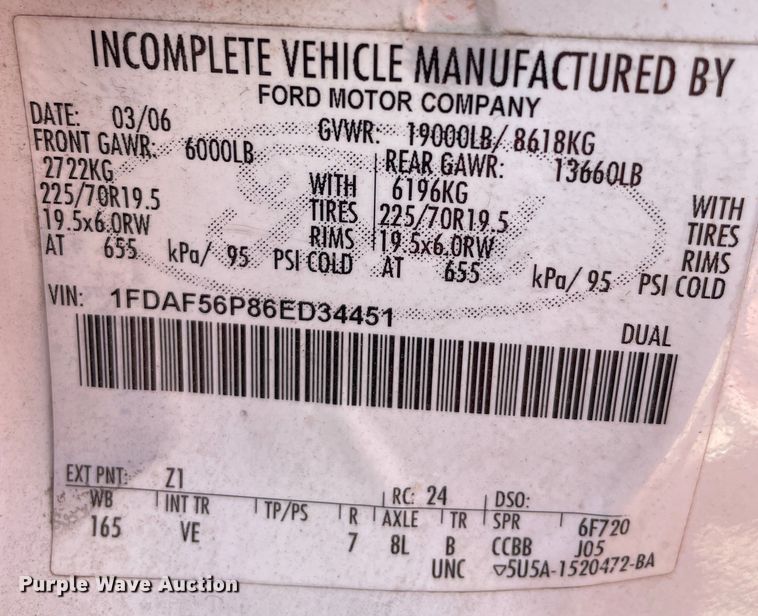 INCOMPLETE VEHICLE MANUFACTURED BY
FORD MOTOR COMPANY
DATE: 03/06 GVWR: 19000LB/ 8618KG
FRONT GAWR: 6000LB REAR GAWR: 13660LB
2722KG WITH 6196KG WITH
225/70R19.5 TIRES 225/70R19.5 TIRES
19.5x6.0RW RIMS 19.5x6.0RW RIMS
AT 655 kPa/ 95 PSI COLD AT 655 kPa/ 95 PSI COLD
VIN: 1FDAF56P86ED34451 DUAL
EXT PNT: Z1 RC: 24 DSO:
WB INT TR TP/PS R AXLE TR SPR 6F720
165 VE 7 8L B CCBB J05
UNC ▽5U5A-1520472-BA
Purple Wave Auction